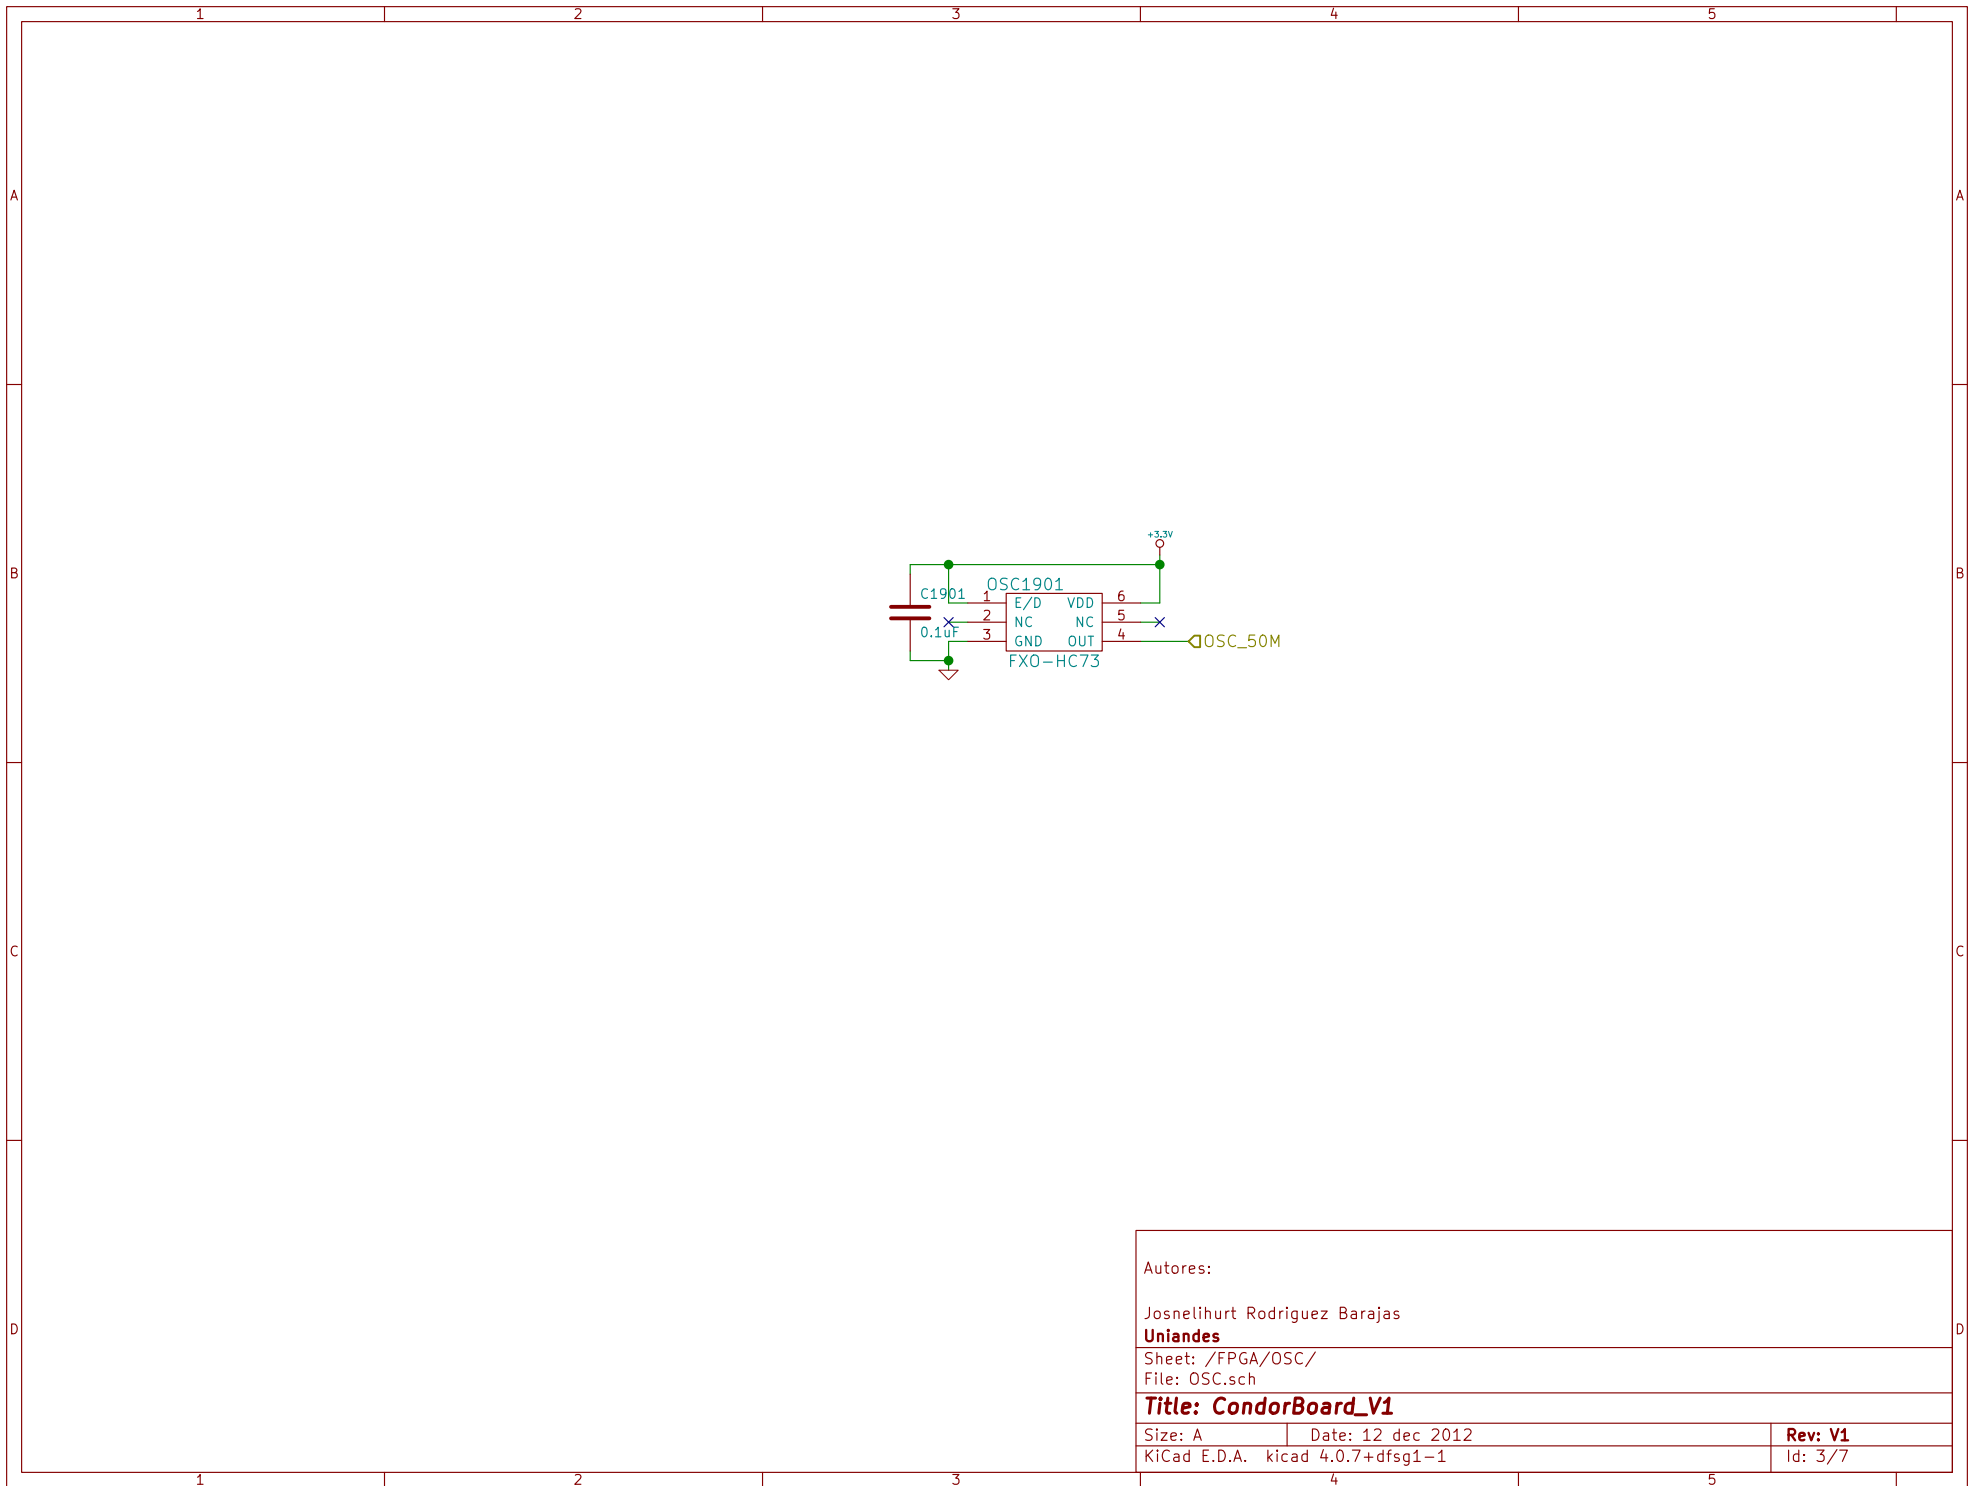 1 2 3 4 5
A A
+3.3V
B B
OSC1901
C1901
1 E/D VDD 6
2 NC NC 5
0.1uF
3 GND OUT 4 OSC_50M
FXO-HC73
C C
Autores:
Josnelihurt Rodriguez Barajas
D D
Uniandes
Sheet: /FPGA/OSC/
File: OSC.sch
Title: CondorBoard_V1
Size: A Date: 12 dec 2012 Rev: V1
KiCad E.D.A. kicad 4.0.7+dfsg1-1 Id: 3/7
1 2 3 4 5